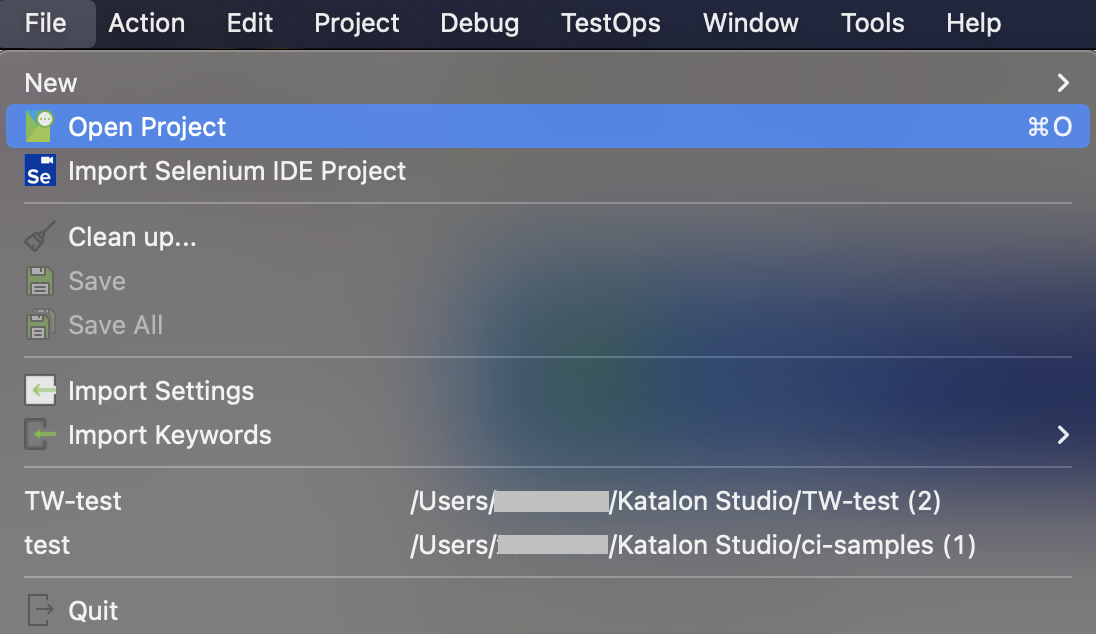 File Action Edit Project Debug TestOps Window Tools Help
New
Open Project ⌘O
Se Import Selenium IDE Project
Clean up...
Save
Save All
Import Settings
Import Keywords
TW-test /Users/ /Katalon Studio/TW-test (2)
test /Users/ /Katalon Studio/ci-samples (1)
Quit